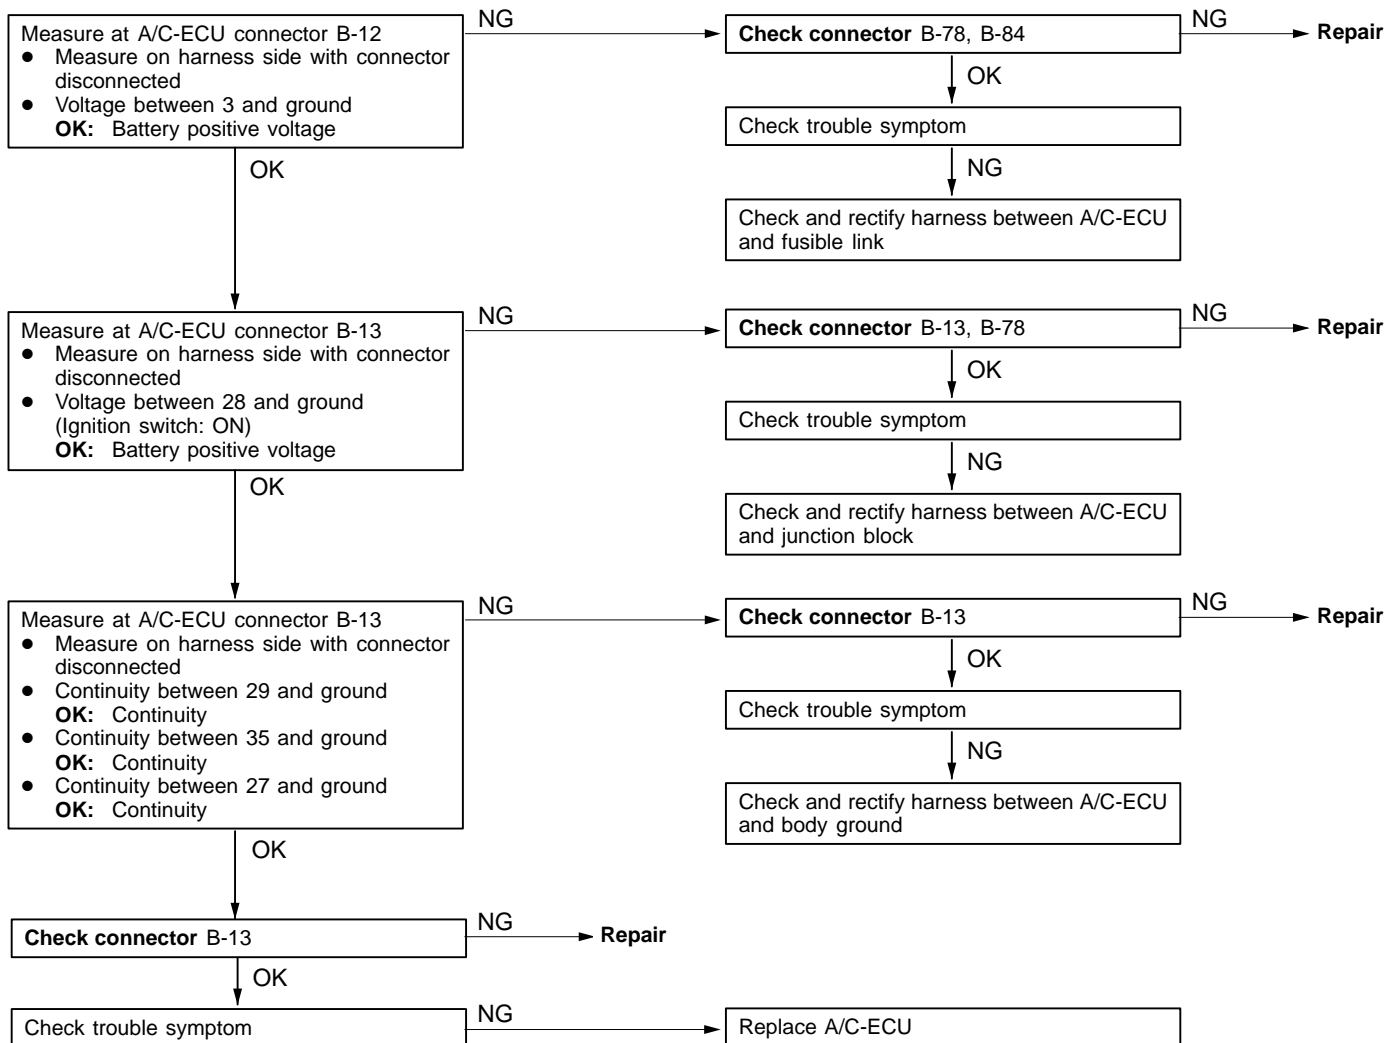 Measure at A/C-ECU connector B-12
● Measure on harness side with connector
disconnected
● Voltage between 3 and ground
OK: Battery positive voltage
NG
Check connector B-78, B-84
NG
Repair
OK
Check trouble symptom
NG
Check and rectify harness between A/C-ECU
and fusible link
OK
Measure at A/C-ECU connector B-13
● Measure on harness side with connector
disconnected
● Voltage between 28 and ground
(Ignition switch: ON)
OK: Battery positive voltage
NG
Check connector B-13, B-78
NG
Repair
OK
Check trouble symptom
NG
Check and rectify harness between A/C-ECU
and junction block
OK
Measure at A/C-ECU connector B-13
● Measure on harness side with connector
disconnected
● Continuity between 29 and ground
OK: Continuity
● Continuity between 35 and ground
OK: Continuity
● Continuity between 27 and ground
OK: Continuity
NG
Check connector B-13
NG
Repair
OK
Check trouble symptom
NG
Check and rectify harness between A/C-ECU
and body ground
OK
Check connector B-13
NG
Repair
OK
Check trouble symptom
NG
Replace A/C-ECU